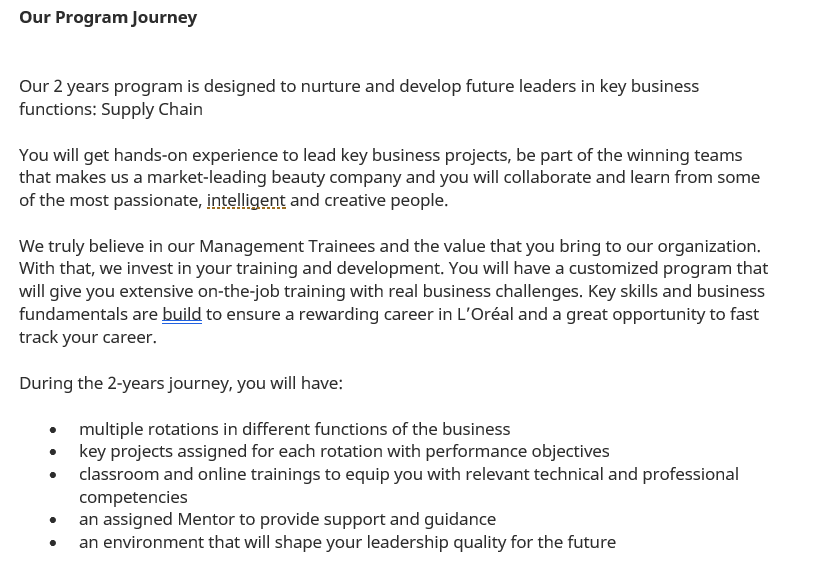 Our Program Journey
Our 2 years program is designed to nurture and develop future leaders in key business
functions: Supply Chain
You will get hands-on experience to lead key business projects, be part of the winning teams
that makes us a market-leading beauty company and you will collaborate and learn from some
of the most passionate, intelligent and creative people.
We truly believe in our Management Trainees and the value that you bring to our organization.
With that, we invest in your training and development. You will have a customized program that
will give you extensive on-the-job training with real business challenges. Key skills and business
fundamentals are build to ensure a rewarding career in L’Oréal and a great opportunity to fast
track your career.
During the 2-years journey, you will have:
• multiple rotations in different functions of the business
• key projects assigned for each rotation with performance objectives
• classroom and online trainings to equip you with relevant technical and professional
competencies
• an assigned Mentor to provide support and guidance
• an environment that will shape your leadership quality for the future